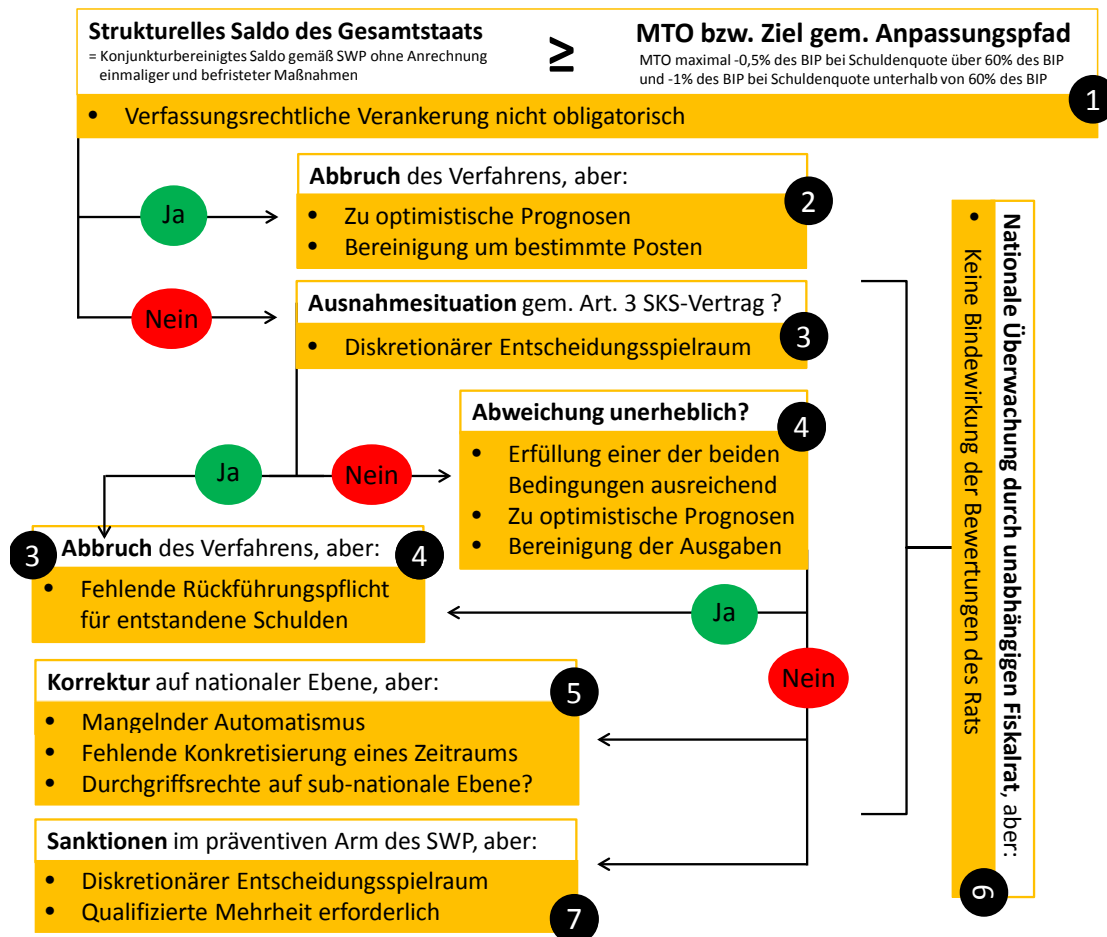 Strukturelles Saldo des Gesamtstaats
= Konjunkturbereinigtes Saldo gemäß SWP ohne Anrechnung
einmaliger und befristeter Maßnahmen
≥
MTO bzw. Ziel gem. Anpassungspfad
MTO maximal -0,5% des BIP bei Schuldenquote über 60% des BIP
und -1% des BIP bei Schuldenquote unterhalb von 60% des BIP
1
• Verfassungsrechtliche Verankerung nicht obligatorisch
Ja
Abbruch des Verfahrens, aber:
2
• Zu optimistische Prognosen
• Bereinigung um bestimmte Posten
Nein
Ausnahmesituation gem. Art. 3 SKS-Vertrag ?
3
• Diskretionärer Entscheidungsspielraum
Ja
Nein
Abweichung unerheblich?
4
• Erfüllung einer der beiden
Bedingungen ausreichend
• Zu optimistische Prognosen
• Bereinigung der Ausgaben
3
Abbruch des Verfahrens, aber:
4
• Fehlende Rückführungspflicht
für entstandene Schulden
Ja
Nein
Korrektur auf nationaler Ebene, aber:
5
• Mangelnder Automatismus
• Fehlende Konkretisierung eines Zeitraums
• Durchgriffsrechte auf sub-nationale Ebene?
Sanktionen im präventiven Arm des SWP, aber:
• Diskretionärer Entscheidungsspielraum
• Qualifizierte Mehrheit erforderlich
7
Nationale Überwachung durch unabhängigen Fiskalrat, aber:
• Keine Bindewirkung der Bewertungen des Rats
6